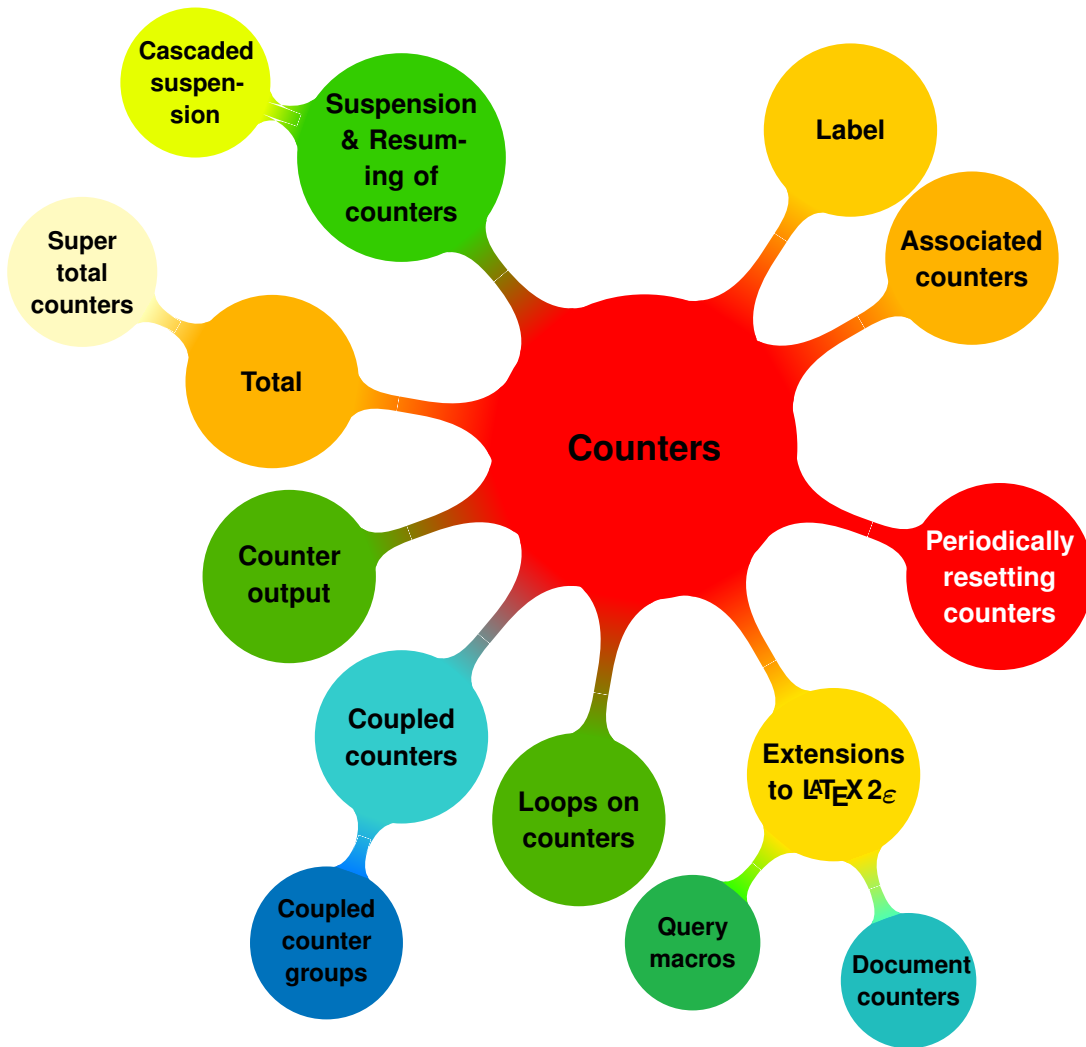 Cascaded
suspen-
sion
Suspension
& Resum-
ing of
counters
Label
Associated
counters
Super
total
counters
Total
Counters
Counter
output
Periodically
resetting
counters
Coupled
counters
Loops on
counters
Extensions
to LATEX 2ε
Coupled
counter
groups
Query
macros
Document
counters